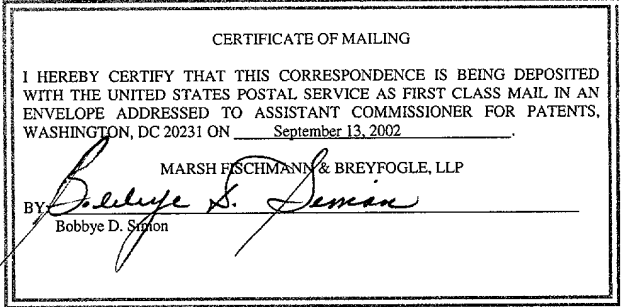 CERTIFICATE OF MAILING
I HEREBY CERTIFY THAT THIS CORRESPONDENCE IS BEING DEPOSITED
WITH THE UNITED STATES POSTAL SERVICE AS FIRST CLASS MAIL IN AN
ENVELOPE ADDRESSED TO ASSISTANT COMMISSIONER FOR PATENTS,
WASHINGTON, DC 20231 ON September 13, 2002.
MARSH FISCHMANN & BREYFOGLE, LLP
BY Bobbye D. Simon
Bobbye D. Simon